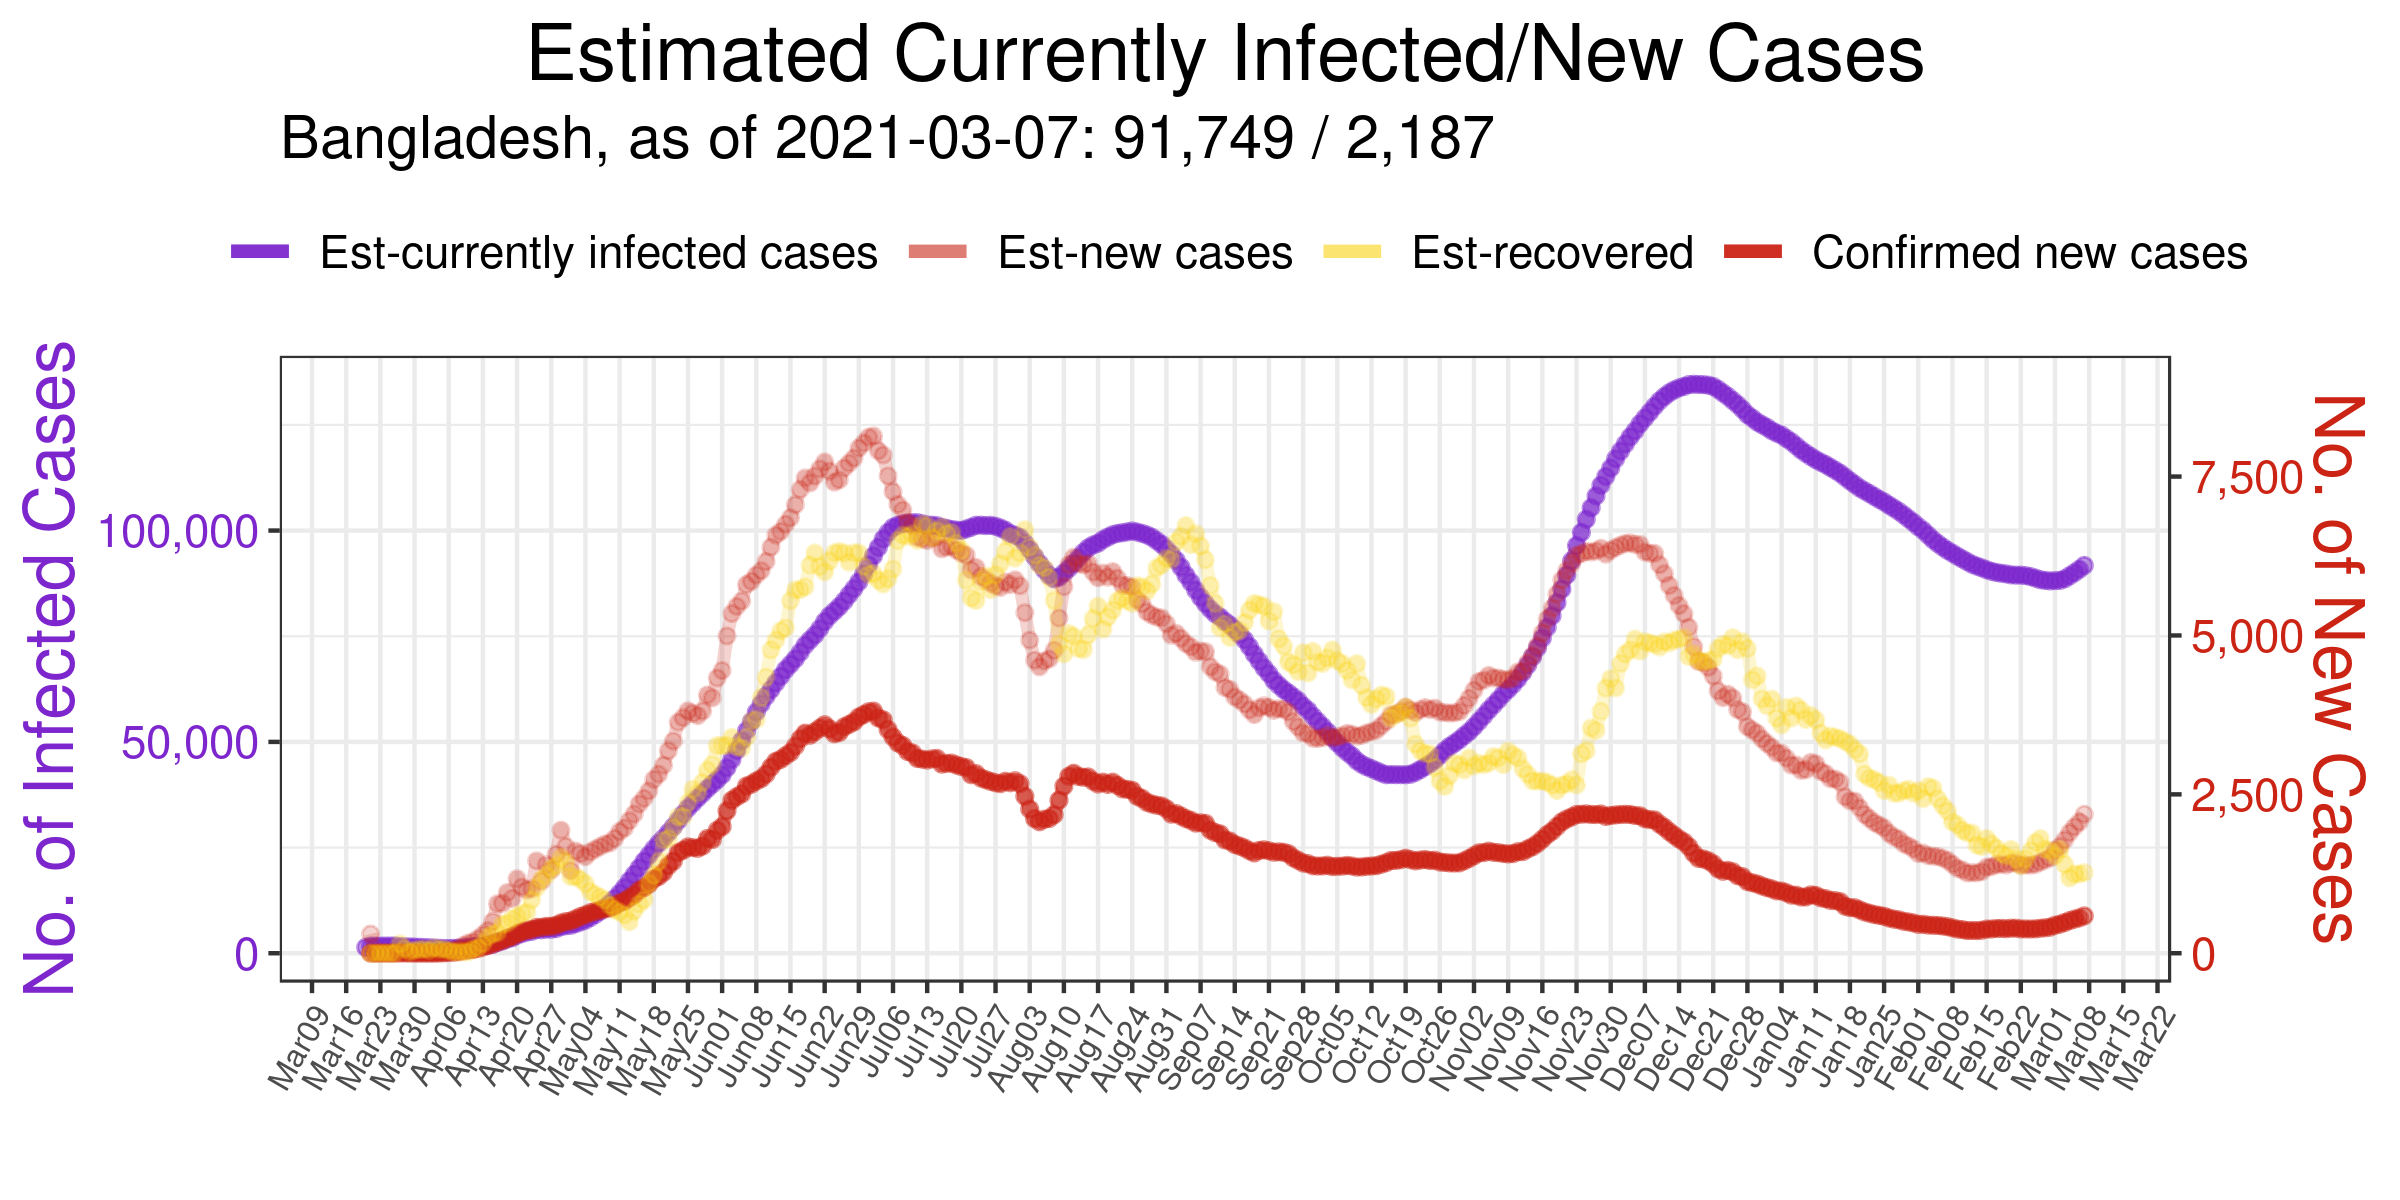 Estimated Currently Infected/New Cases
Bangladesh, as of 2021-03-07: 91,749 / 2,187
Est-currently infected cases Est-new cases Est-recovered Confirmed new cases
No. of Infected Cases
100,000
50,000
0
7,500
5,000
2,500
0
No. of New Cases
Mar09 Mar16 Mar23 Mar30 Apr06 Apr13 Apr20 Apr27 May04 May11 May18 May25 Jun01 Jun08 Jun15 Jun22 Jun29 Jul06 Jul13 Jul20 Jul27 Aug03 Aug10 Aug17 Aug24 Aug31 Sep07 Sep14 Sep21 Sep28 Oct05 Oct12 Oct19 Oct26 Nov02 Nov09 Nov16 Nov23 Nov30 Dec07 Dec14 Dec21 Dec28 Jan04 Jan11 Jan18 Jan25 Feb01 Feb08 Feb15 Feb22 Mar01 Mar08 Mar15 Mar22